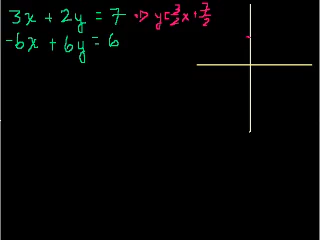 3x + 2y = 7 => y = 3/2 x + 7/2
-6x + 6y = 6